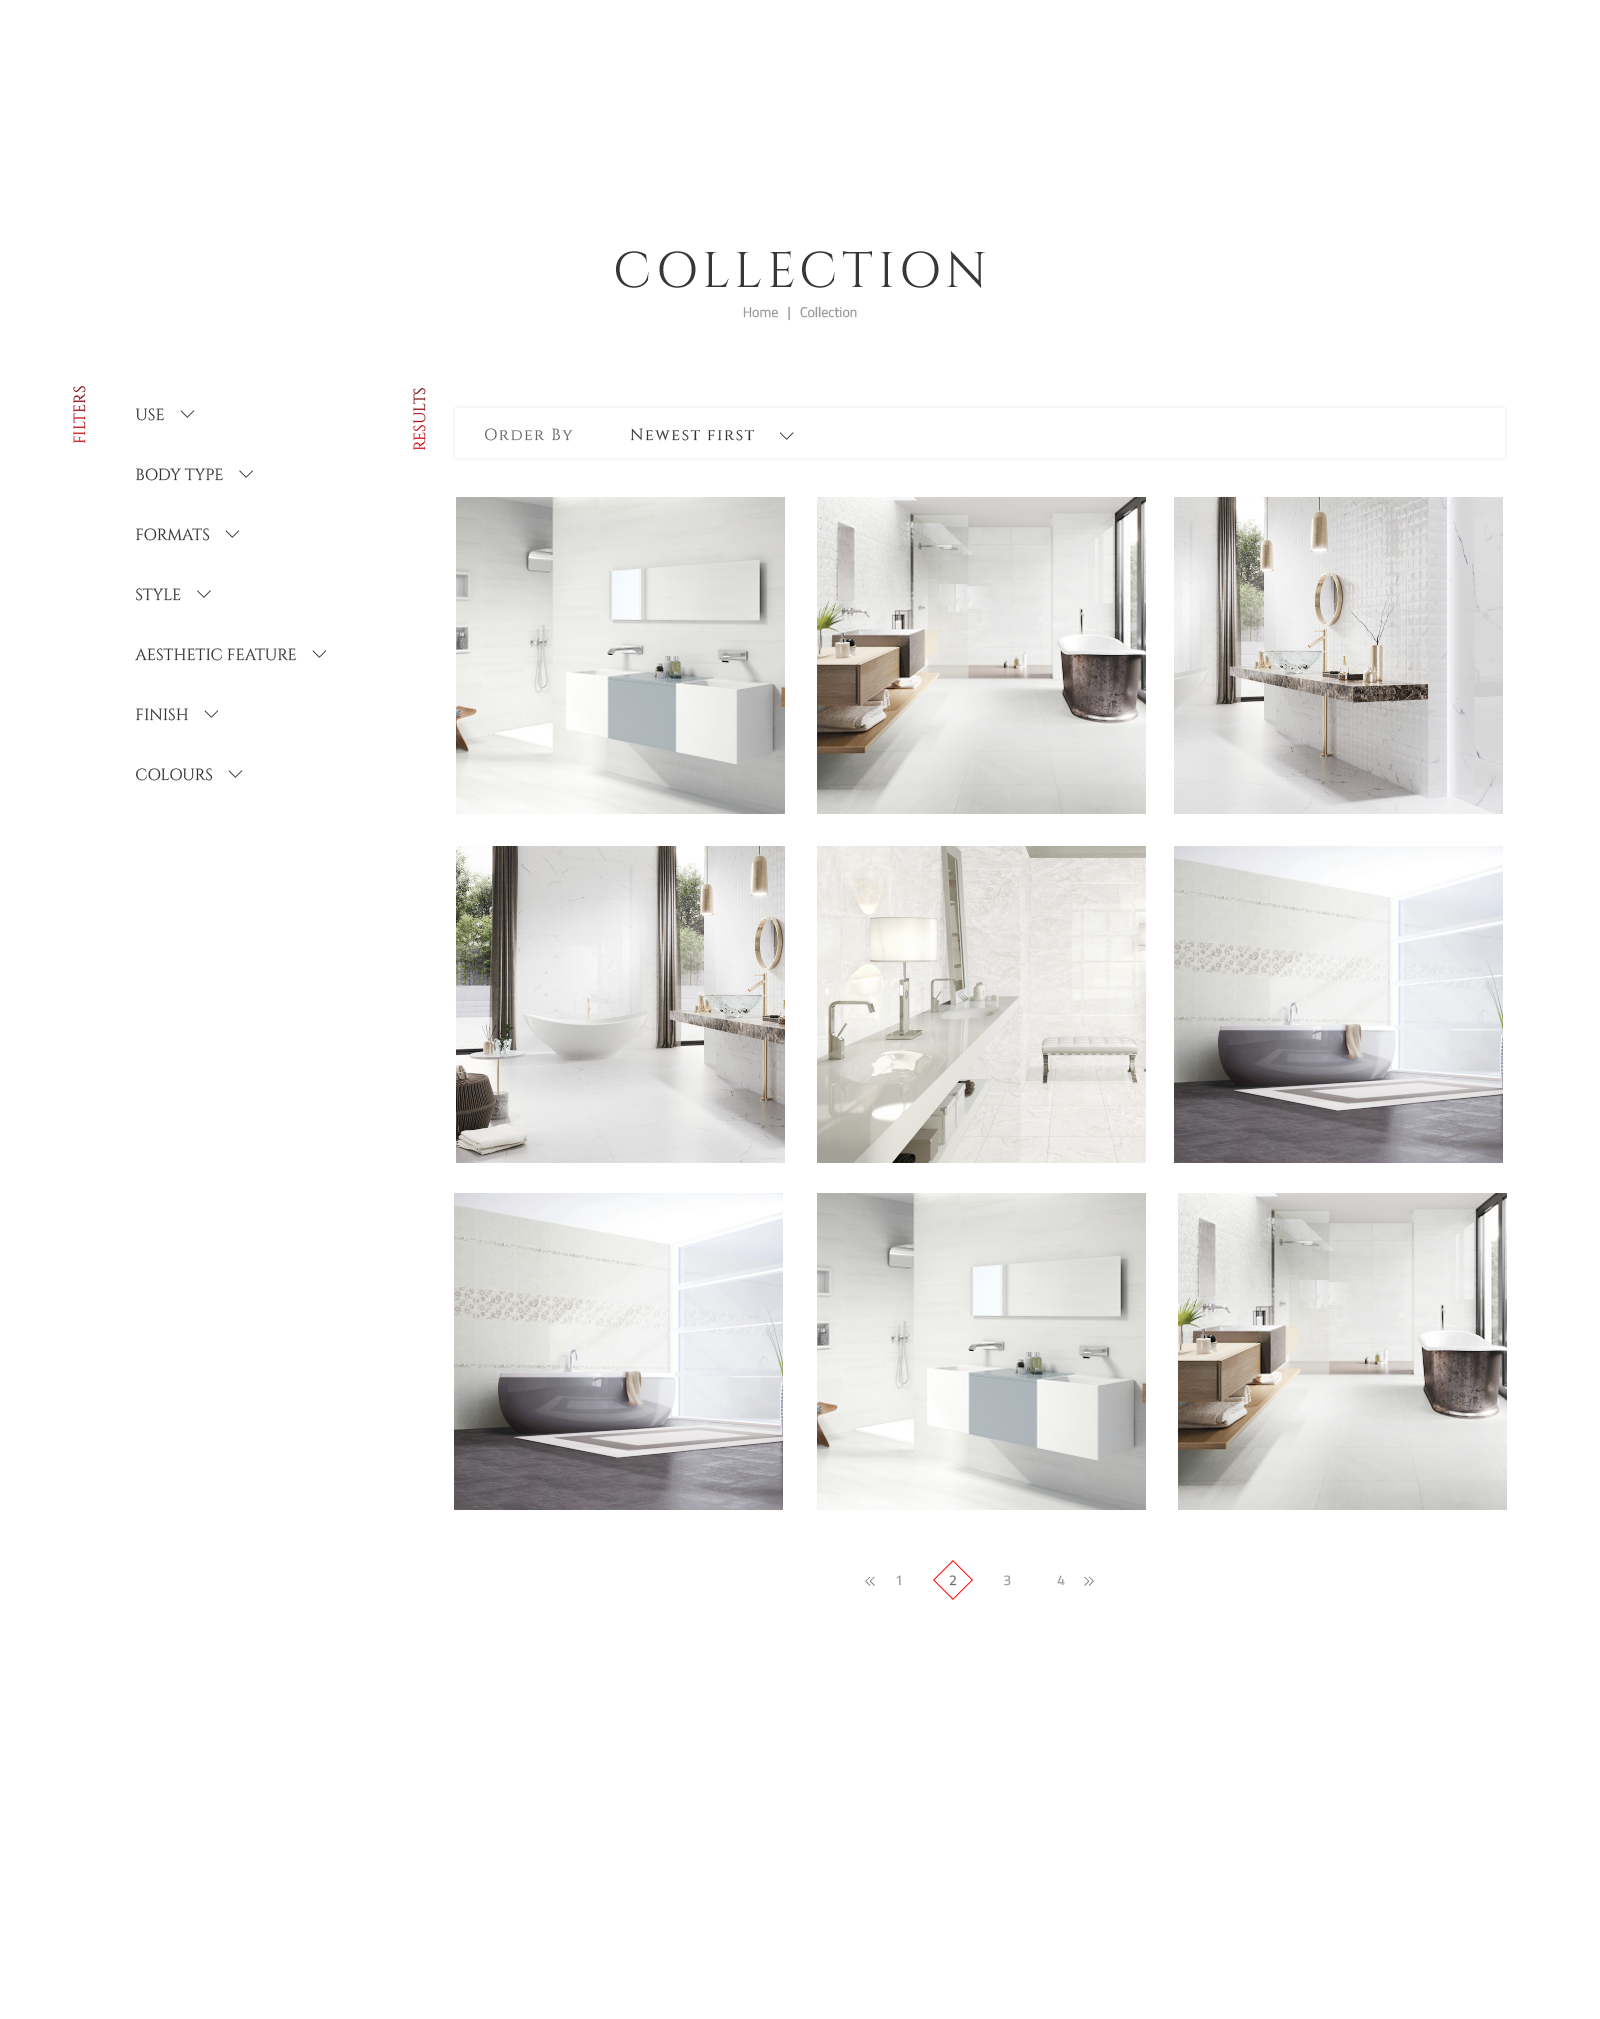 COLLECTION
Home | Collection
FILTERS
USE
BODY TYPE
FORMATS
STYLE
AESTHETIC FEATURE
FINISH
COLOURS
RESULTS
Order By Newest first
« 1 2 3 4 »